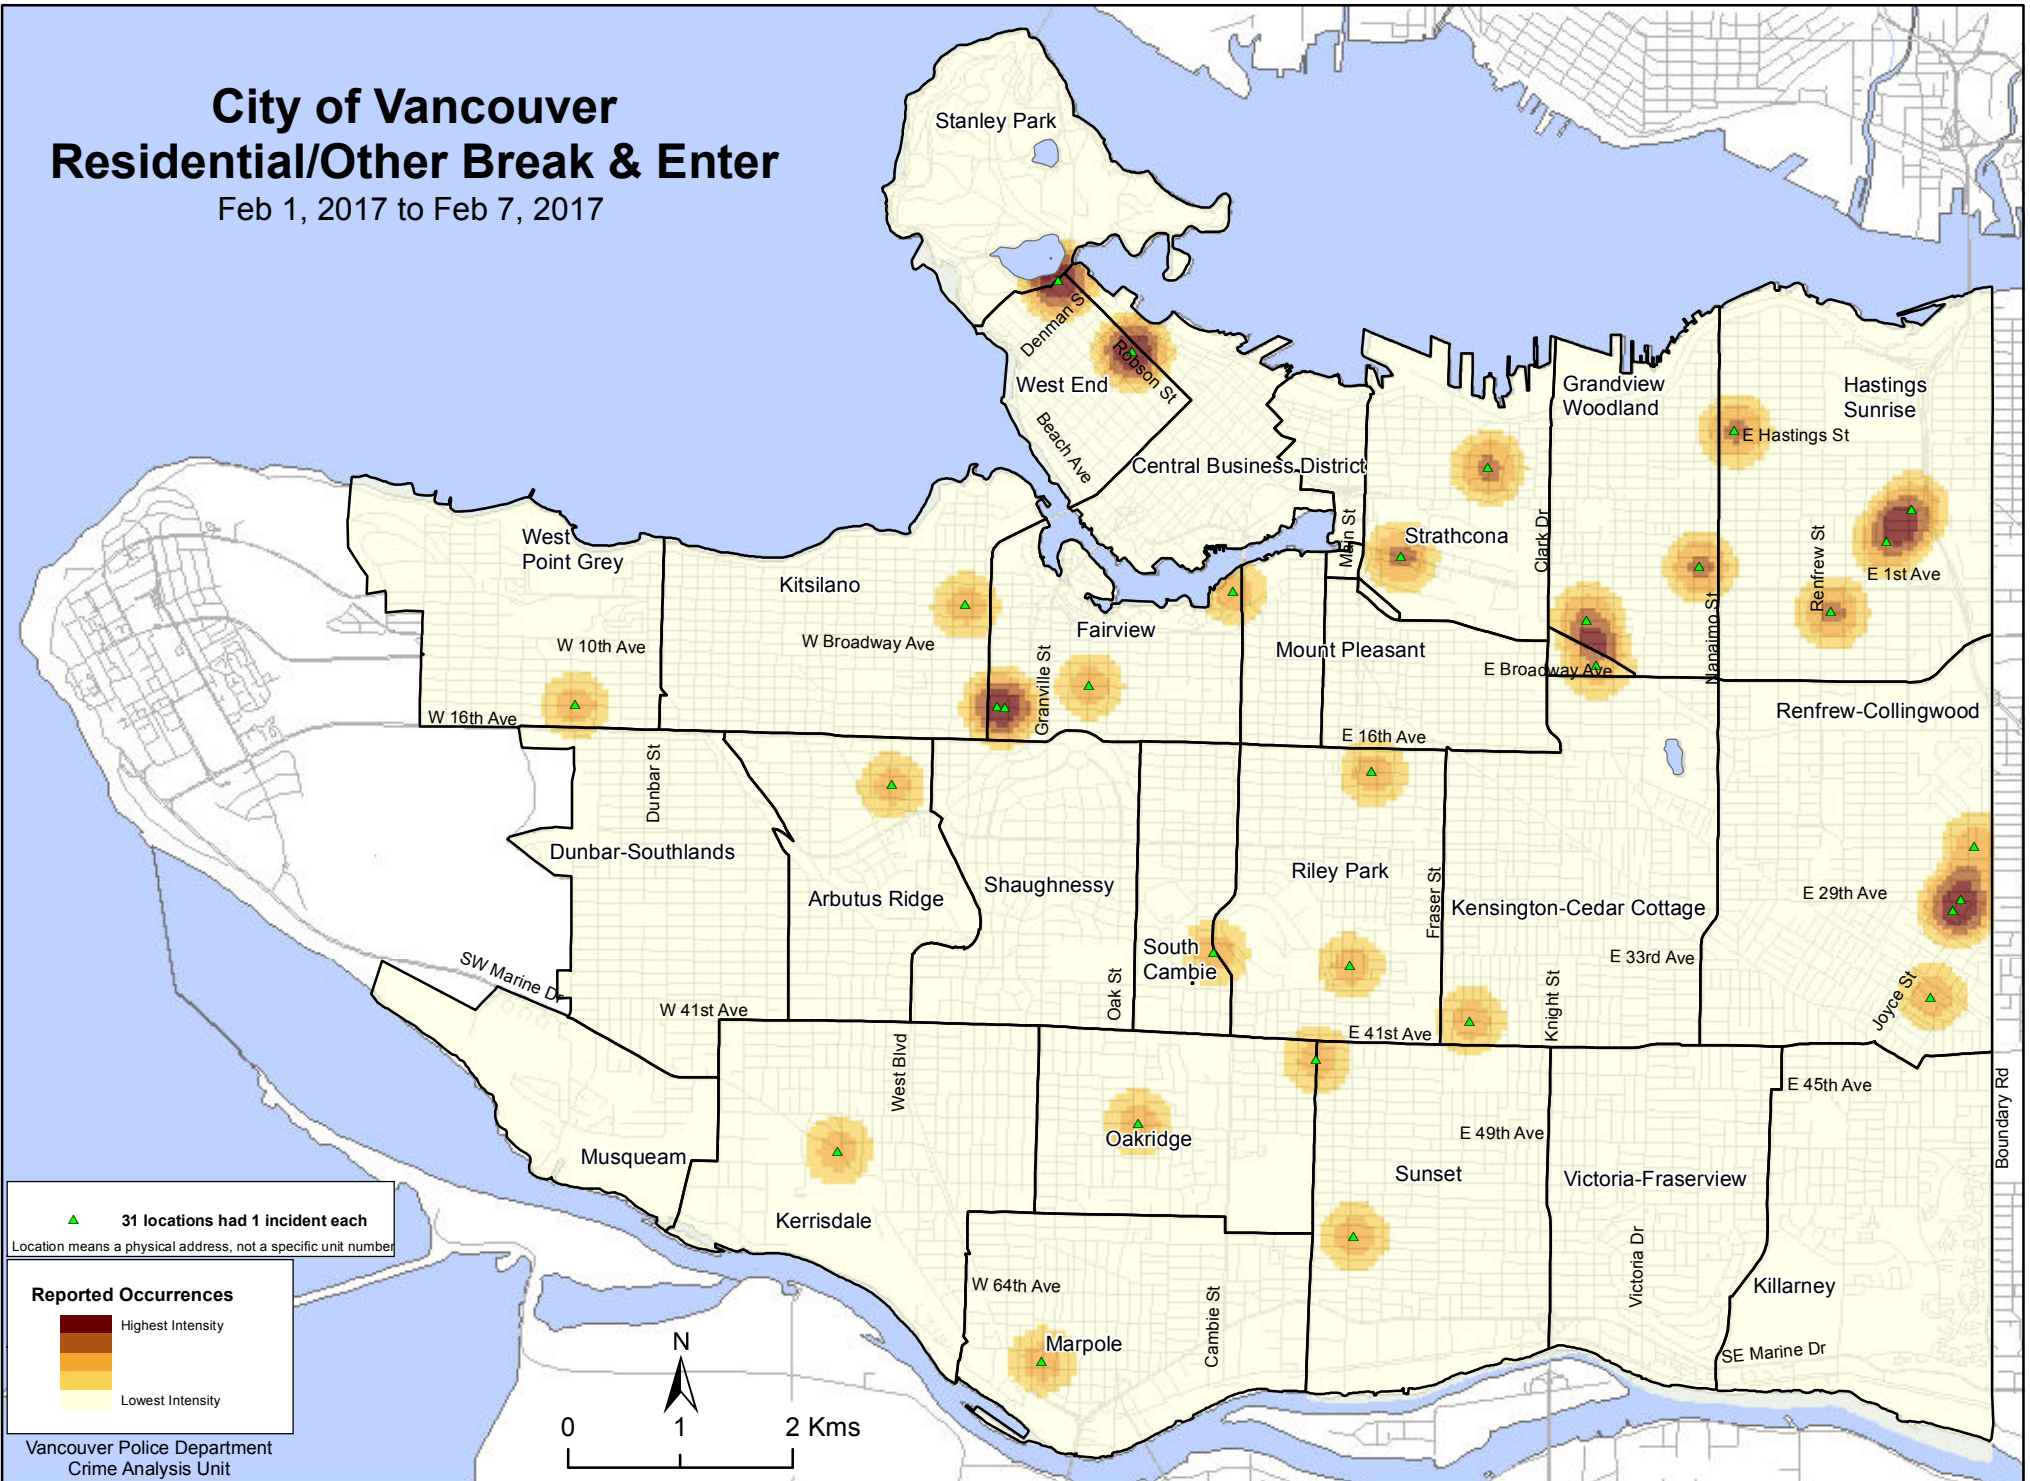 City of Vancouver
Residential/Other Break & Enter
Feb 1, 2017 to Feb 7, 2017
Stanley Park
Denman St
Robson St
West End
Beach Ave
Central Business District
Grandview
Woodland
Hastings
Sunrise
E Hastings St
Main St
Strathcona
Clark Dr
Renfrew St
E 1st Ave
Nanaimo St
West
Point Grey
Kitsilano
W 10th Ave
W Broadway Ave
Fairview
Mount Pleasant
E Broadway Ave
Granville St
W 16th Ave
E 16th Ave
Renfrew-Collingwood
Dunbar St
Dunbar-Southlands
Arbutus Ridge
Shaughnessy
Riley Park
Fraser St
Kensington-Cedar Cottage
E 29th Ave
South
Cambie
E 33rd Ave
SW Marine Dr
W 41st Ave
Oak St
E 41st Ave
Knight St
Joyce St
West Blvd
E 45th Ave
Boundary Rd
Oakridge
E 49th Ave
Musqueam
Sunset
Victoria-Fraserview
Kerrisdale
Victoria Dr
W 64th Ave
Cambie St
Killarney
Marpole
SE Marine Dr
31 locations had 1 incident each
Location means a physical address, not a specific unit number
Reported Occurrences
Highest Intensity
Lowest Intensity
Vancouver Police Department
Crime Analysis Unit
N
0 1 2 Kms